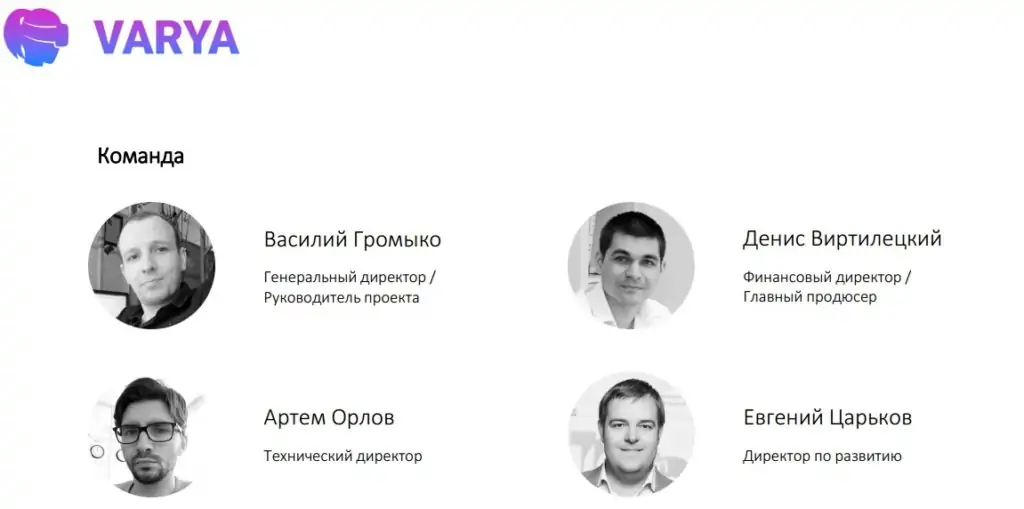 VARYA
Команда
Василий Громыко
Генеральный директор /
Руководитель проекта
Денис Виртилецкий
Финансовый директор /
Главный продюсер
Артем Орлов
Технический директор
Евгений Царьков
Директор по развитию